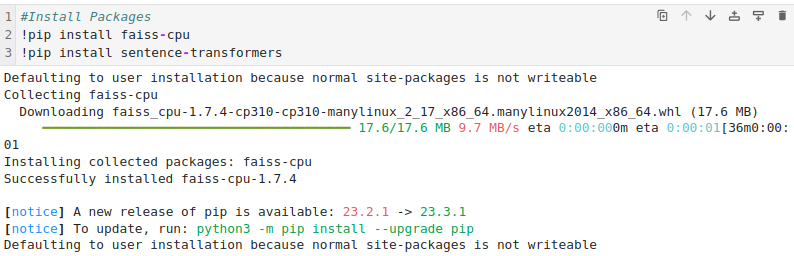 1 #Install Packages
2 !pip install faiss-cpu
3 !pip install sentence-transformers
Defaulting to user installation because normal site-packages is not writeable
Collecting faiss-cpu
  Downloading faiss_cpu-1.7.4-cp310-cp310-manylinux_2_17_x86_64.manylinux2014_x86_64.whl (17.6 MB)
17.6/17.6 MB 9.7 MB/s eta 0:00:000m eta 0:00:01[36m0:00:
01
Installing collected packages: faiss-cpu
Successfully installed faiss-cpu-1.7.4

[notice] A new release of pip is available: 23.2.1 -> 23.3.1
[notice] To update, run: python3 -m pip install --upgrade pip
Defaulting to user installation because normal site-packages is not writeable